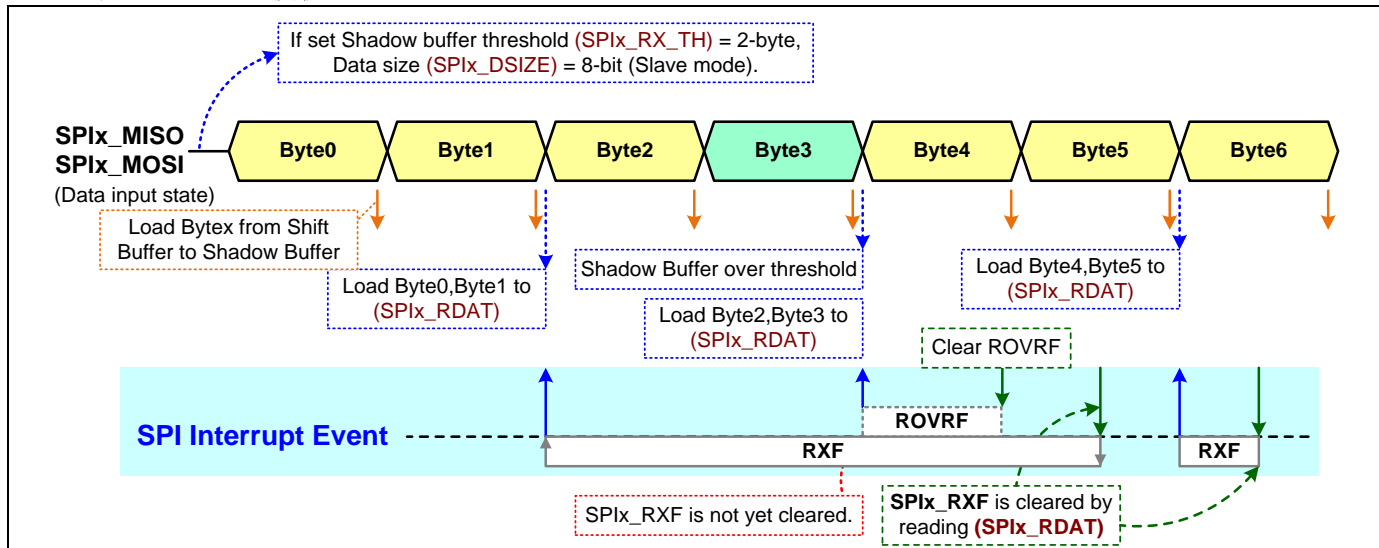 If set Shadow buffer threshold (SPIx_RX_TH) = 2-byte,
Data size (SPIx_DSIZE) = 8-bit (Slave mode).
SPIx_MISO
SPIx_MOSI
(Data input state)
Byte0
Byte1
Byte2
Byte3
Byte4
Byte5
Byte6
Load Bytex from Shift
Buffer to Shadow Buffer
Load Byte0,Byte1 to
(SPIx_RDAT)
Shadow Buffer over threshold
Load Byte2,Byte3 to
(SPIx_RDAT)
Load Byte4,Byte5 to
(SPIx_RDAT)
Clear ROVRF
SPI Interrupt Event
ROVRF
RXF
RXF
SPIx_RXF is not yet cleared.
SPIx_RXF is cleared by
reading (SPIx_RDAT)